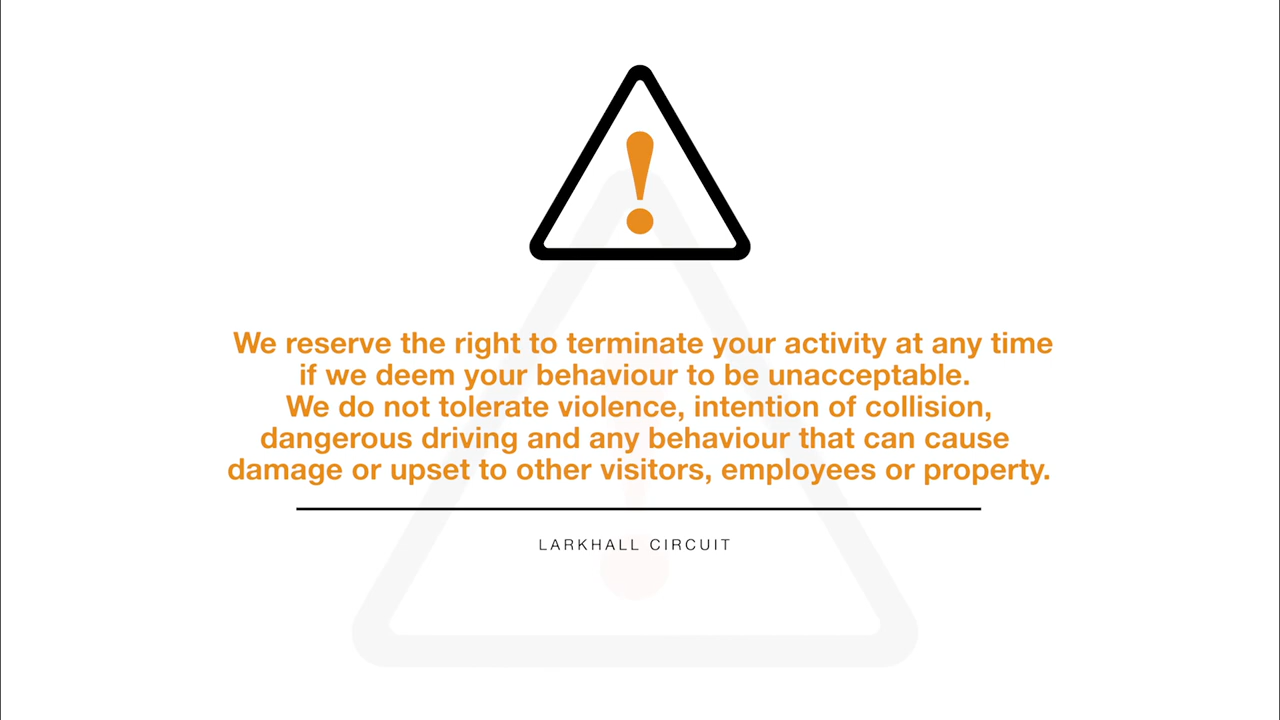 !
We reserve the right to terminate your activity at any time
if we deem your behaviour to be unacceptable.
We do not tolerate violence, intention of collision,
dangerous driving and any behaviour that can cause
damage or upset to other visitors, employees or property.
LARKHALL CIRCUIT